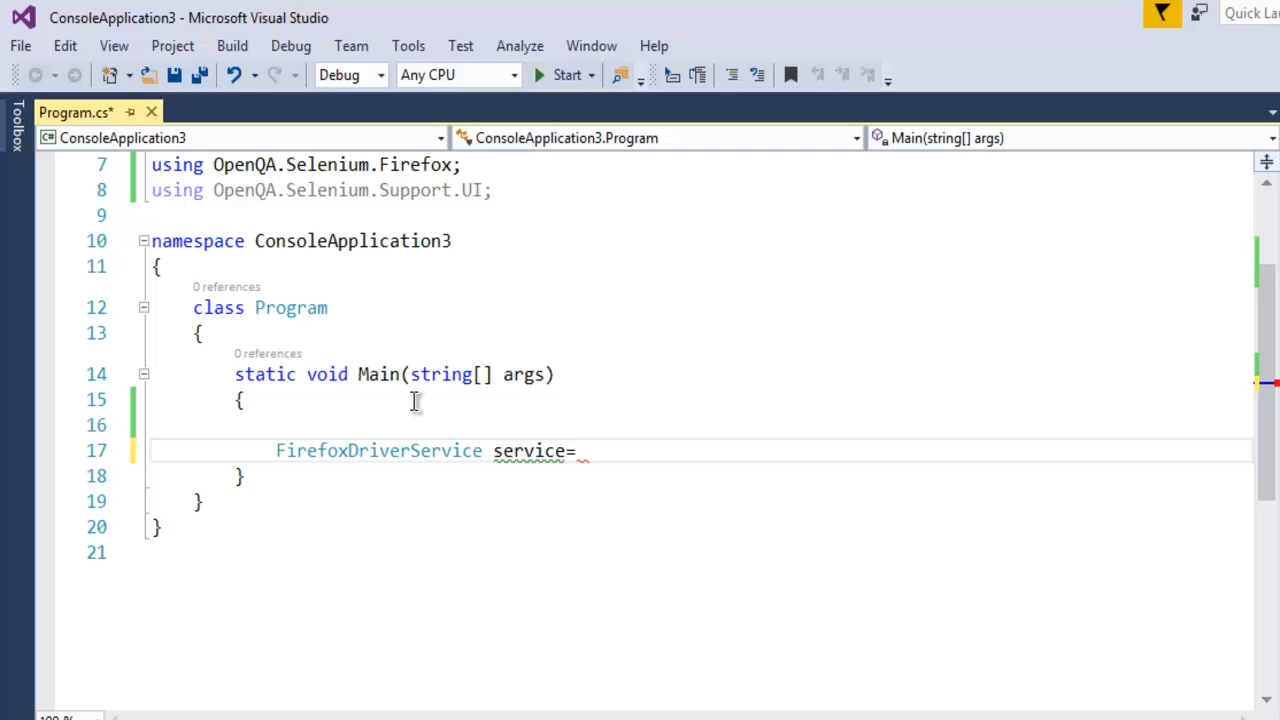 ConsoleApplication3 - Microsoft Visual Studio
Quick Lau
File Edit View Project Build Debug Team Tools Test Analyze Window Help
Debug Any CPU Start
Toolbox
Program.cs*
C# ConsoleApplication3 ConsoleApplication3.Program Main(string[] args)
7 using OpenQA.Selenium.Firefox;
8 using OpenQA.Selenium.Support.UI;
9
10 namespace ConsoleApplication3
11 {
0 references
12 class Program
13 {
0 references
14 static void Main(string[] args)
15 {
16
17 FirefoxDriverService service=
18 }
19 }
20 }
21